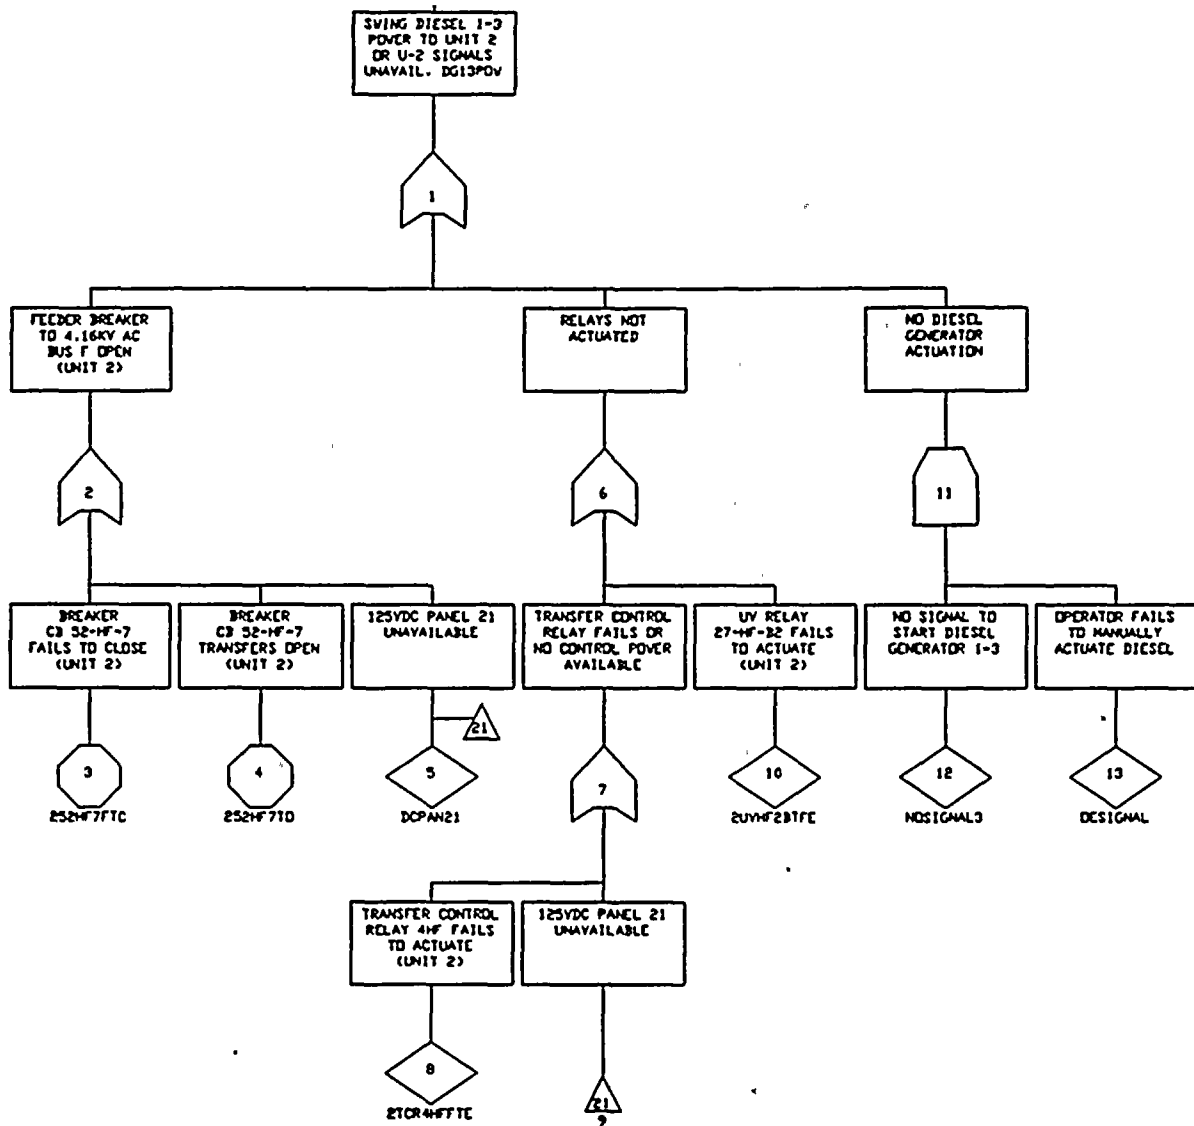 SWING DIESEL 1-3
POWER TO UNIT 2
OR U-2 SIGNALS
UNAVAIL. DG13POW
1
FEEDER BREAKER
TO 4.16KV AC
BUS F OPEN
(UNIT 2)
RELAYS NOT
ACTUATED
NO DIESEL
GENERATOR
ACTUATION
2
6
11
BREAKER
CB 52-HF-7
FAILS TO CLOSE
(UNIT 2)
BREAKER
CB 52-HF-7
TRANSFERS OPEN
(UNIT 2)
125VDC PANEL 21
UNAVAILABLE
TRANSFER CONTROL
RELAY FAILS OR
NO CONTROL POWER
AVAILABLE
UV RELAY
27-HF-B2 FAILS
TO ACTUATE
(UNIT 2)
NO SIGNAL TO
START DIESEL
GENERATOR 1-3
OPERATOR FAILS
TO MANUALLY
ACTUATE DIESEL
21
3
252HF7FTC
4
252HF7TO
5
DCPAN21
7
10
2UVHF2BTFE
12
NOSIGNAL3
13
OESIGNAL
TRANSFER CONTROL
RELAY 4HF FAILS
TO ACTUATE
(UNIT 2)
125VDC PANEL 21
UNAVAILABLE
8
2TCR4HFFTE
21
9